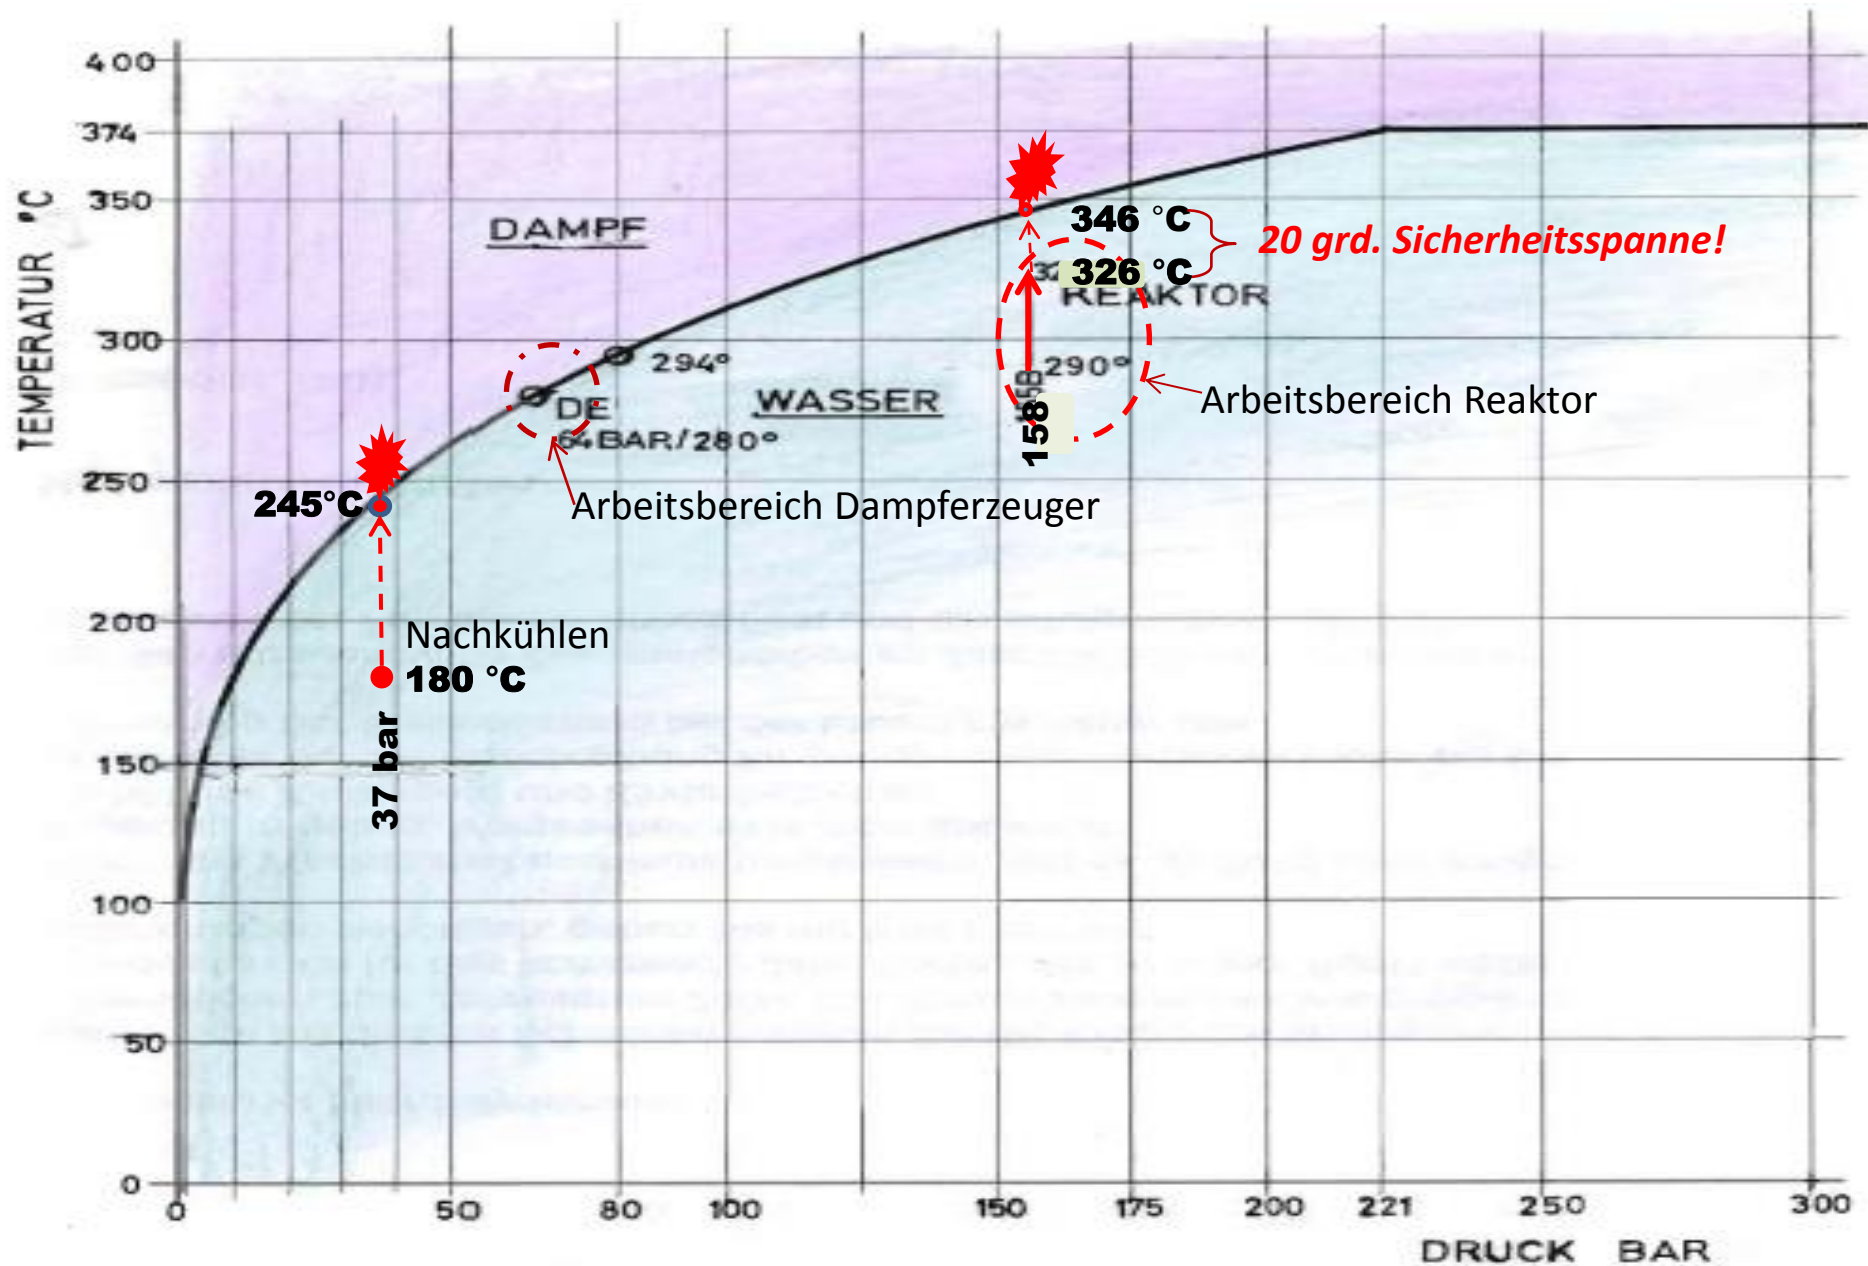 TEMPERATUR °C
400
374
350
300
250
200
150
100
50
0
DAMPF
346 °C
20 grd. Sicherheitsspanne!
326 °C
REAKTOR
294°
290°
WASSER
158
Arbeitsbereich Reaktor
DE
64BAR/280°
245°C
Arbeitsbereich Dampferzeuger
Nachkühlen
180 °C
37 bar
0
50
80
100
150
175
200
221
250
300
DRUCK BAR